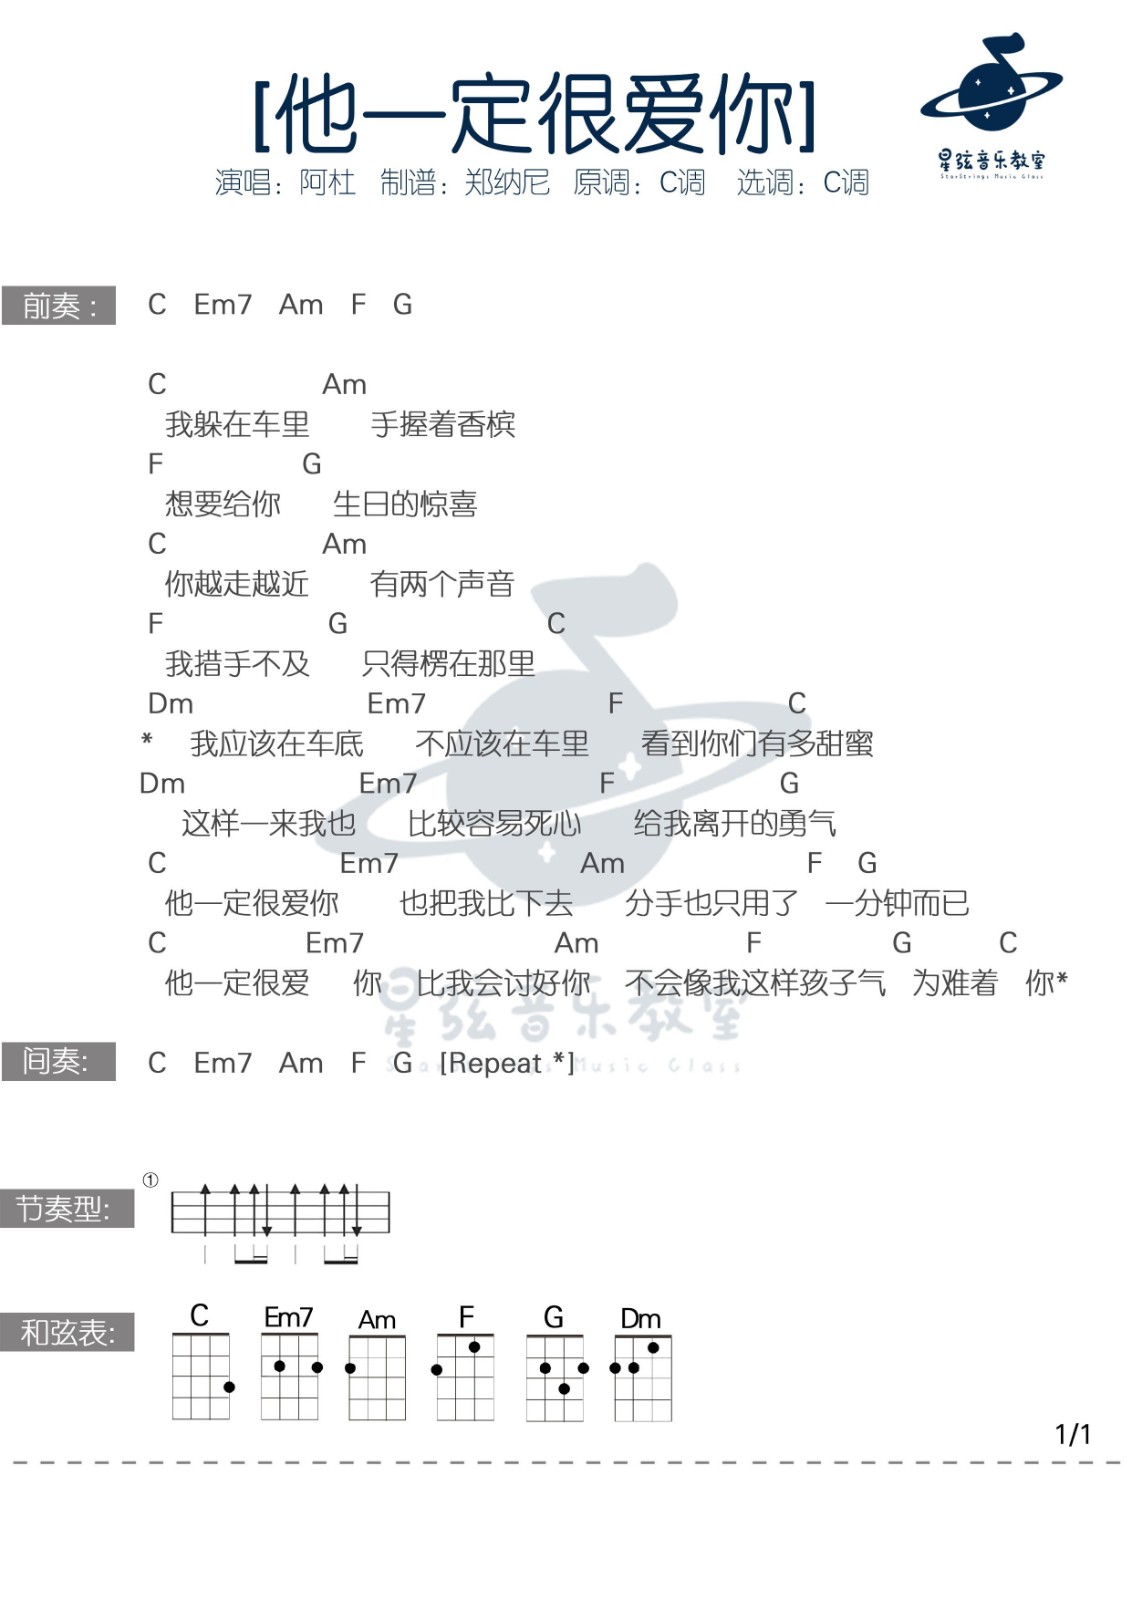 [他一定很爱你]
星弦音乐教室
StarStrings Music Class
演唱：阿杜 制谱：郑纳尼 原调：C调 选调：C调
前奏： C Em7 Am F G
C Am
我躲在车里 手握着香槟
F G
想要给你 生日的惊喜
C Am
你越走越近 有两个声音
F G C
我措手不及 只得楞在那里
Dm Em7 F C
* 我应该在车底 不应该在车里 看到你们有多甜蜜
Dm Em7 F G
这样一来我也 比较容易死心 给我离开的勇气
C Em7 Am F G
他一定很爱你 也把我比下去 分手也只用了 一分钟而已
C Em7 Am F G C
他一定很爱 你 比我会讨好你 不会像我这样孩子气 为难着 你*
星弦音乐教室
间奏: C Em7 Am F G [Repeat *]
StarStrings Music Class
节奏型: ①
和弦表: C Em7 Am F G Dm
1/1